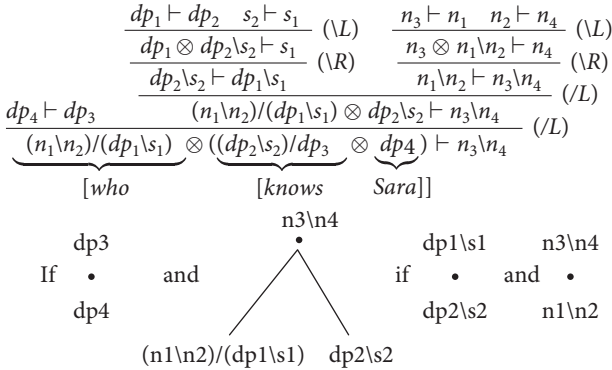 dp₁ ⊢ dp₂ s₂ ⊢ s₁ (\L) n₃ ⊢ n₁ n₂ ⊢ n₄ (\L)
dp₁ ⊗ dp₂\s₂ ⊢ s₁ (\R) n₃ ⊗ n₁\n₂ ⊢ n₄ (\R)
dp₂\s₂ ⊢ dp₁\s₁ n₁\n₂ ⊢ n₃\n₄ (/L)
dp₄ ⊢ dp₃ (n₁\n₂)/(dp₁\s₁) ⊗ dp₂\s₂ ⊢ n₃\n₄ (/L)
(n₁\n₂)/(dp₁\s₁) ⊗ ((dp₂\s₂)/dp₃ ⊗ dp4) ⊢ n₃\n₄
[who [knows Sara]]
n3\n4
dp3 • dp1\s1 n3\n4
If • and if • and •
dp4 dp2\s2 n1\n2
(n1\n2)/(dp1\s1) dp2\s2